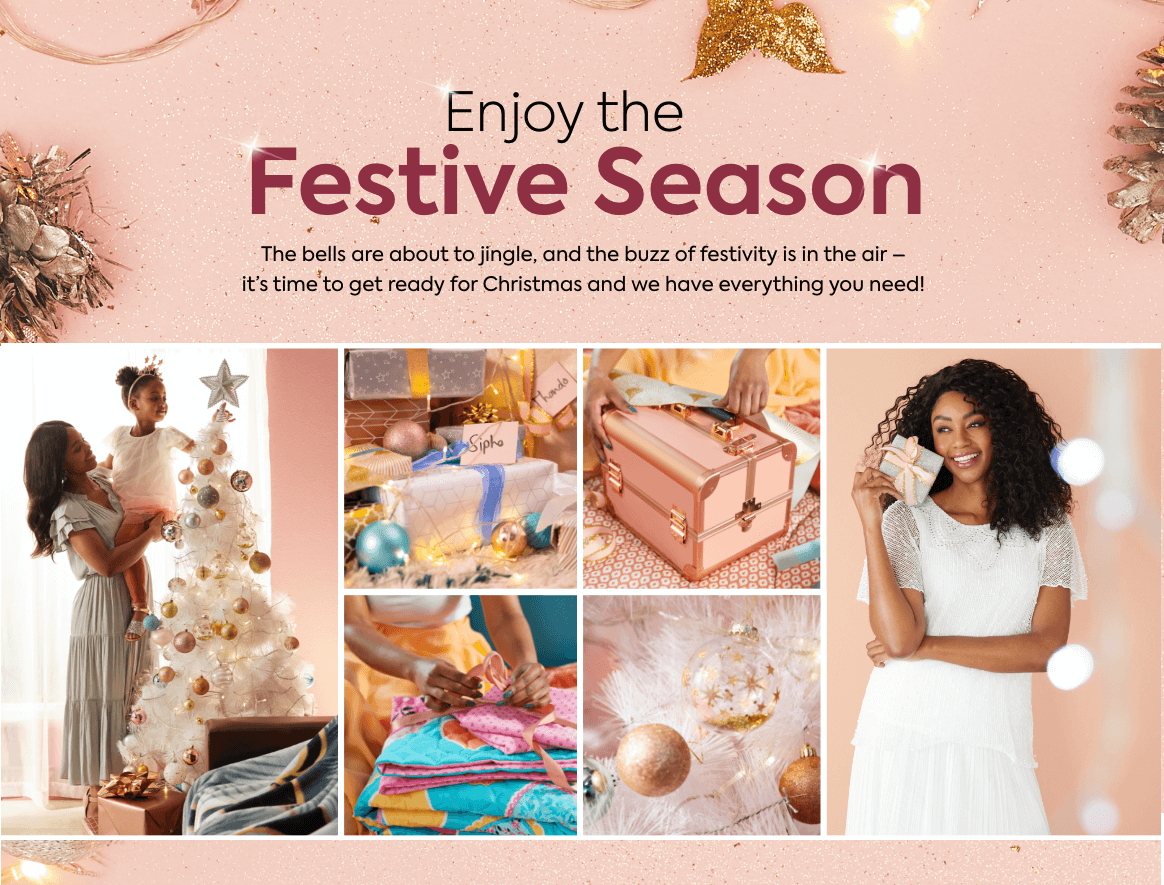 Enjoy the
Festive Season
The bells are about to jingle, and the buzz of festivity is in the air –
it’s time to get ready for Christmas and we have everything you need!
Thando
Sipho